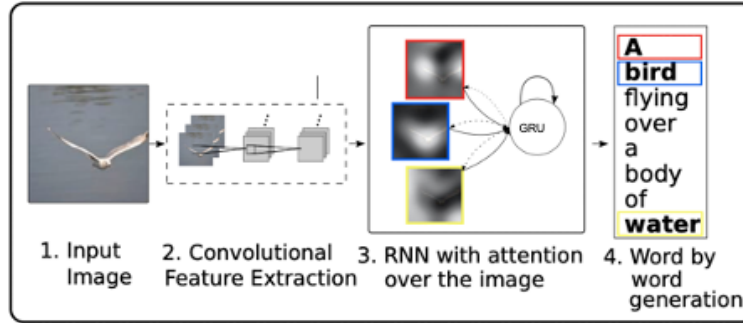 GRU
A
bird
flying
over
a
body
of
water
1. Input
Image
2. Convolutional
Feature Extraction
3. RNN with attention
over the image
4. Word by
word
generation